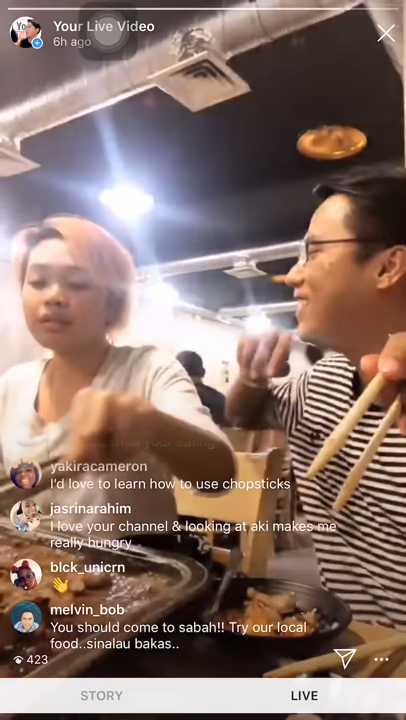 Your Live Video
6h ago
yakiracameron
I'd love to learn how to use chopsticks
jasrinarahim
I love your channel & looking at aki makes me
really hungry
blck_unicrn
👋
melvin_bob
You should come to sabah!! Try our local
food..sinalau bakas..
423
STORY
LIVE